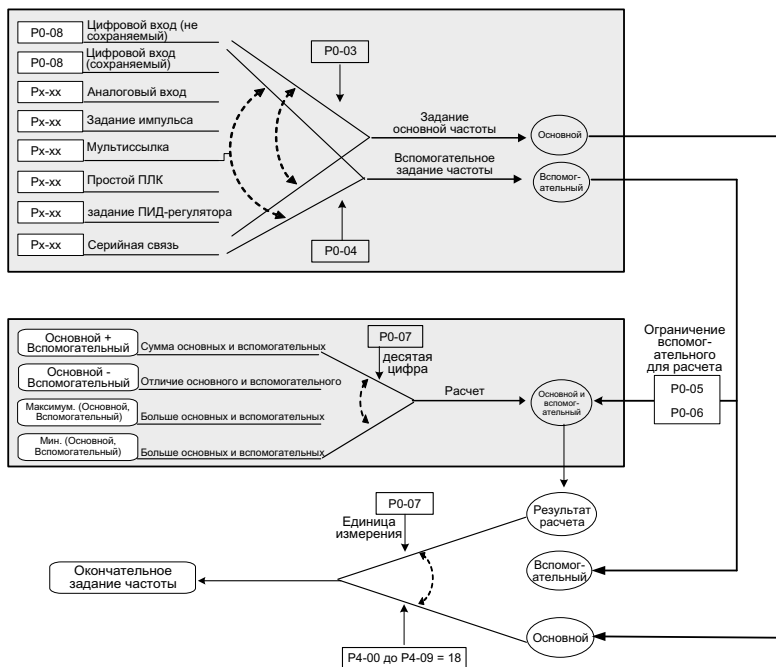 P0-08 Цифровой вход (не
сохраняемый)
P0-08 Цифровой вход
(сохраняемый)
Px-xx Аналоговый вход
Px-xx Задание импульса
Px-xx Мультиссылка
Px-xx Простой ПЛК
Px-xx задание ПИД-регулятора
Px-xx Серийная связь
P0-03
P0-04
Задание
основной частоты
Вспомогательное
задание частоты
Основной
Вспомог-
ательный
Основной +
Вспомогательный
Сумма основных и вспомогательных
Основной -
Вспомогательный
Отличие основного и вспомогательного
Максимум. (Основной,
Вспомогательный)
Больше основных и вспомогательных
Мин. (Основной,
Вспомогательный)
Больше основных и вспомогательных
P0-07
десятая
цифра
Расчет
Основной и
вспомог-
ательный
Ограничение
вспомог-
ательного
для расчета
P0-05
P0-06
P0-07
Единица
измерения
Результат
расчета
Окончательное
задание частоты
Вспомог-
ательный
Основной
P4-00 до P4-09 = 18